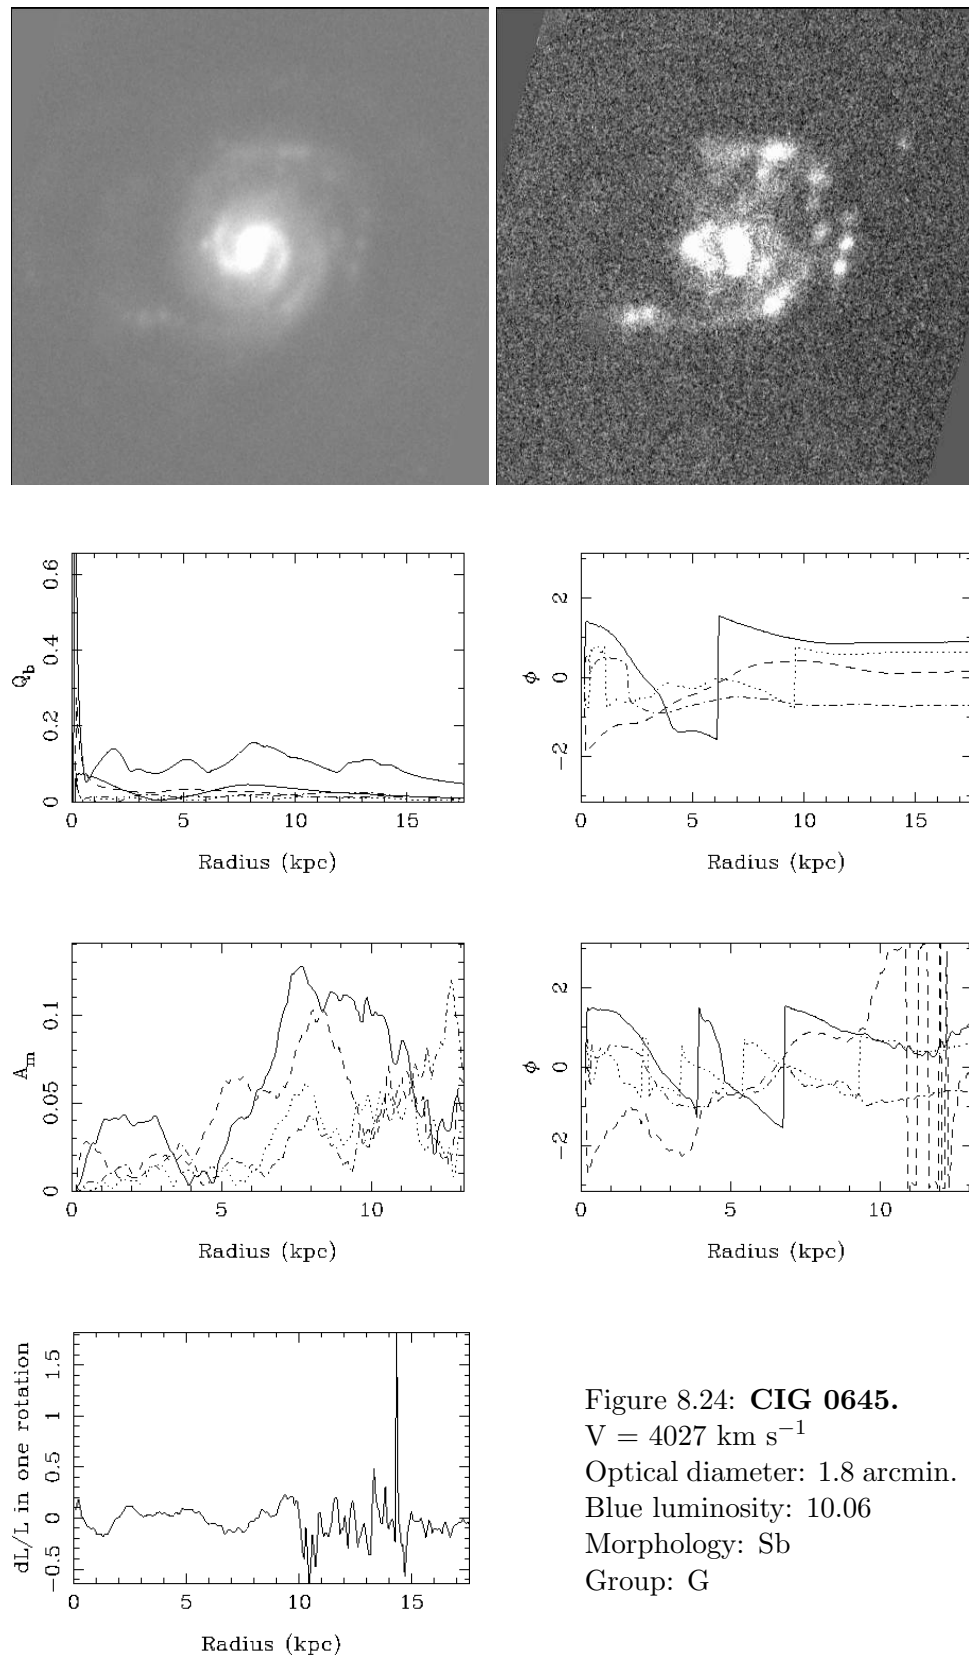 0 0.2 0.4 0.6
Q_b
0 5 10 15
Radius (kpc)
−2 0 2
ϕ
0 5 10 15
Radius (kpc)
0 0.05 0.1
A_m
0 5 10
Radius (kpc)
−2 0 2
ϕ
0 5 10
Radius (kpc)
−0.5 0 0.5 1 1.5
dL/L in one rotation
0 5 10 15
Radius (kpc)
Figure 8.24: CIG 0645.
V = 4027 km s⁻¹
Optical diameter: 1.8 arcmin.
Blue luminosity: 10.06
Morphology: Sb
Group: G